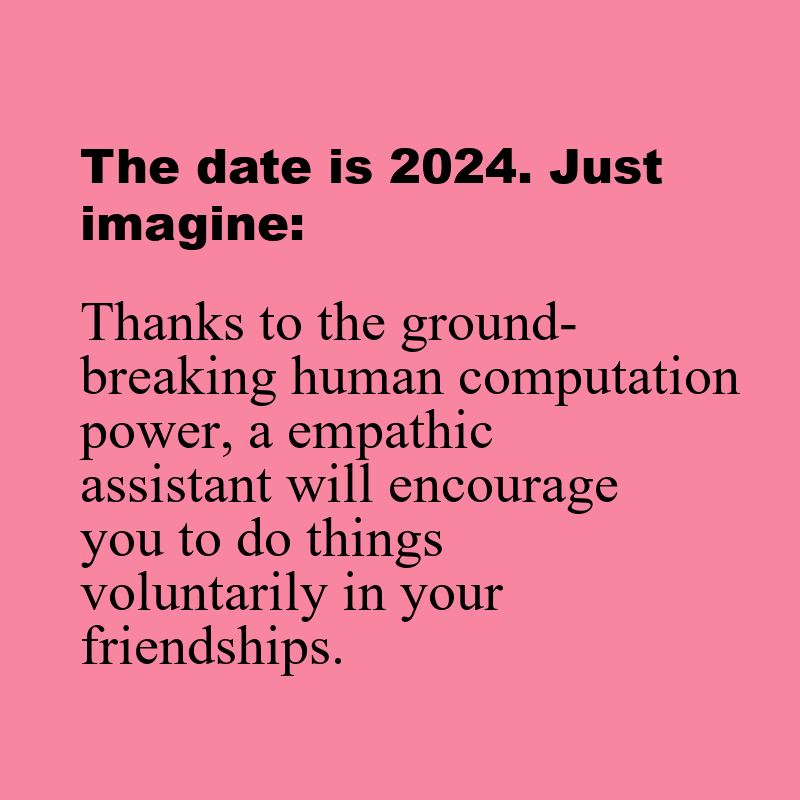 The date is 2024. Just
imagine:
Thanks to the ground-
breaking human computation
power, a empathic
assistant will encourage
you to do things
voluntarily in your
friendships.